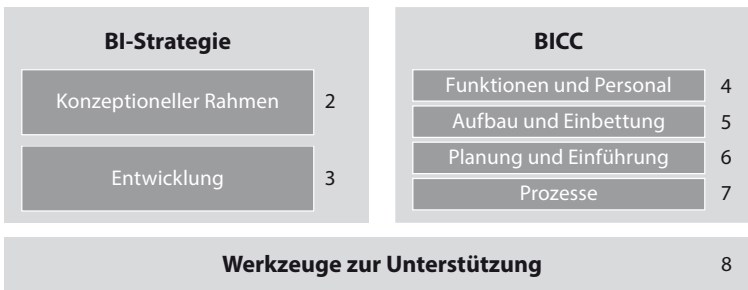 BI-Strategie
Konzeptioneller Rahmen 2
Entwicklung 3
BICC
Funktionen und Personal 4
Aufbau und Einbettung 5
Planung und Einführung 6
Prozesse 7
Werkzeuge zur Unterstützung 8